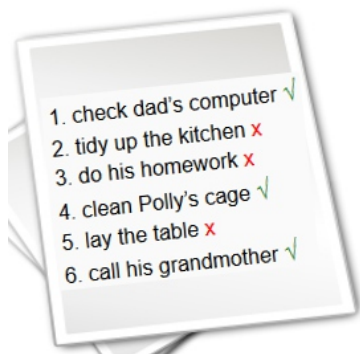 1. check dad's computer √
2. tidy up the kitchen x
3. do his homework x
4. clean Polly's cage √
5. lay the table x
6. call his grandmother √